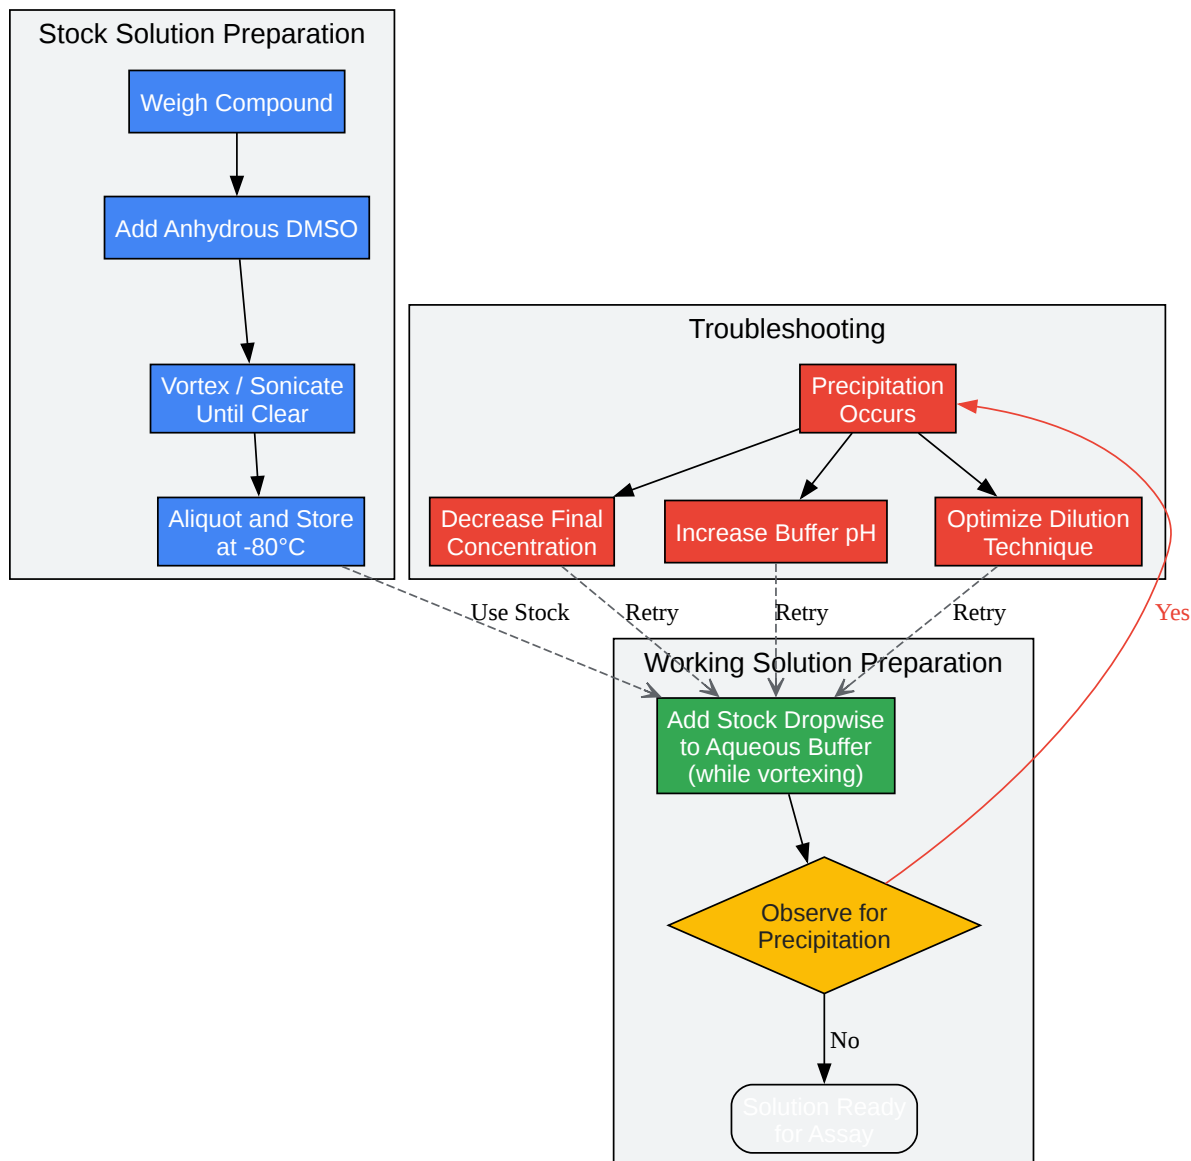 Stock Solution Preparation
Weigh Compound
Add Anhydrous DMSO
Vortex / Sonicate
Until Clear
Aliquot and Store
at -80°C
Troubleshooting
Precipitation
Occurs
Decrease Final
Concentration
Increase Buffer pH
Optimize Dilution
Technique
Use Stock
Retry
Retry
Retry
Yes
Working Solution Preparation
Add Stock Dropwise
to Aqueous Buffer
(while vortexing)
Observe for
Precipitation
No
Solution Ready
for Assay